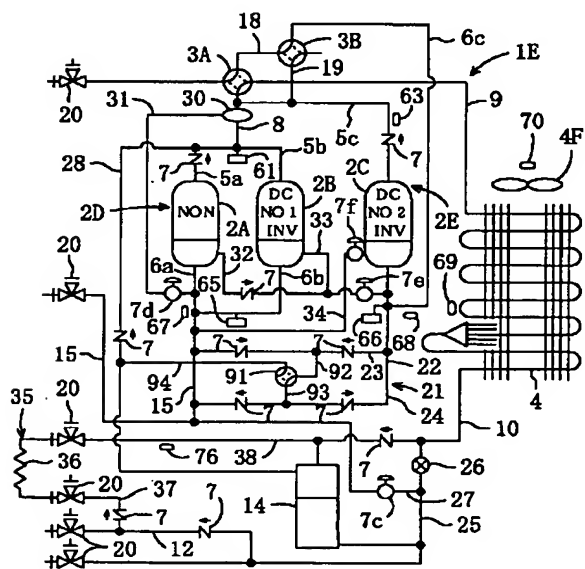 18 3B
3A 6c 1E
20 31 30 19 9
8 5c 63 70 4F
28 7 5b 7
5a 61 2C
2D NON 2A DC NO 1 INV 2B 7f DC NO 2 INV 2E
33
20 6a 32 7 6b 7e 69
7d 65 34
67 66 68
7 7 7 22
15 94 91 92 23 21 4
20 15 93 24
35 7 7 10
36 76 38 7 26
20 37 14 27
7 7 7c 25
20 12